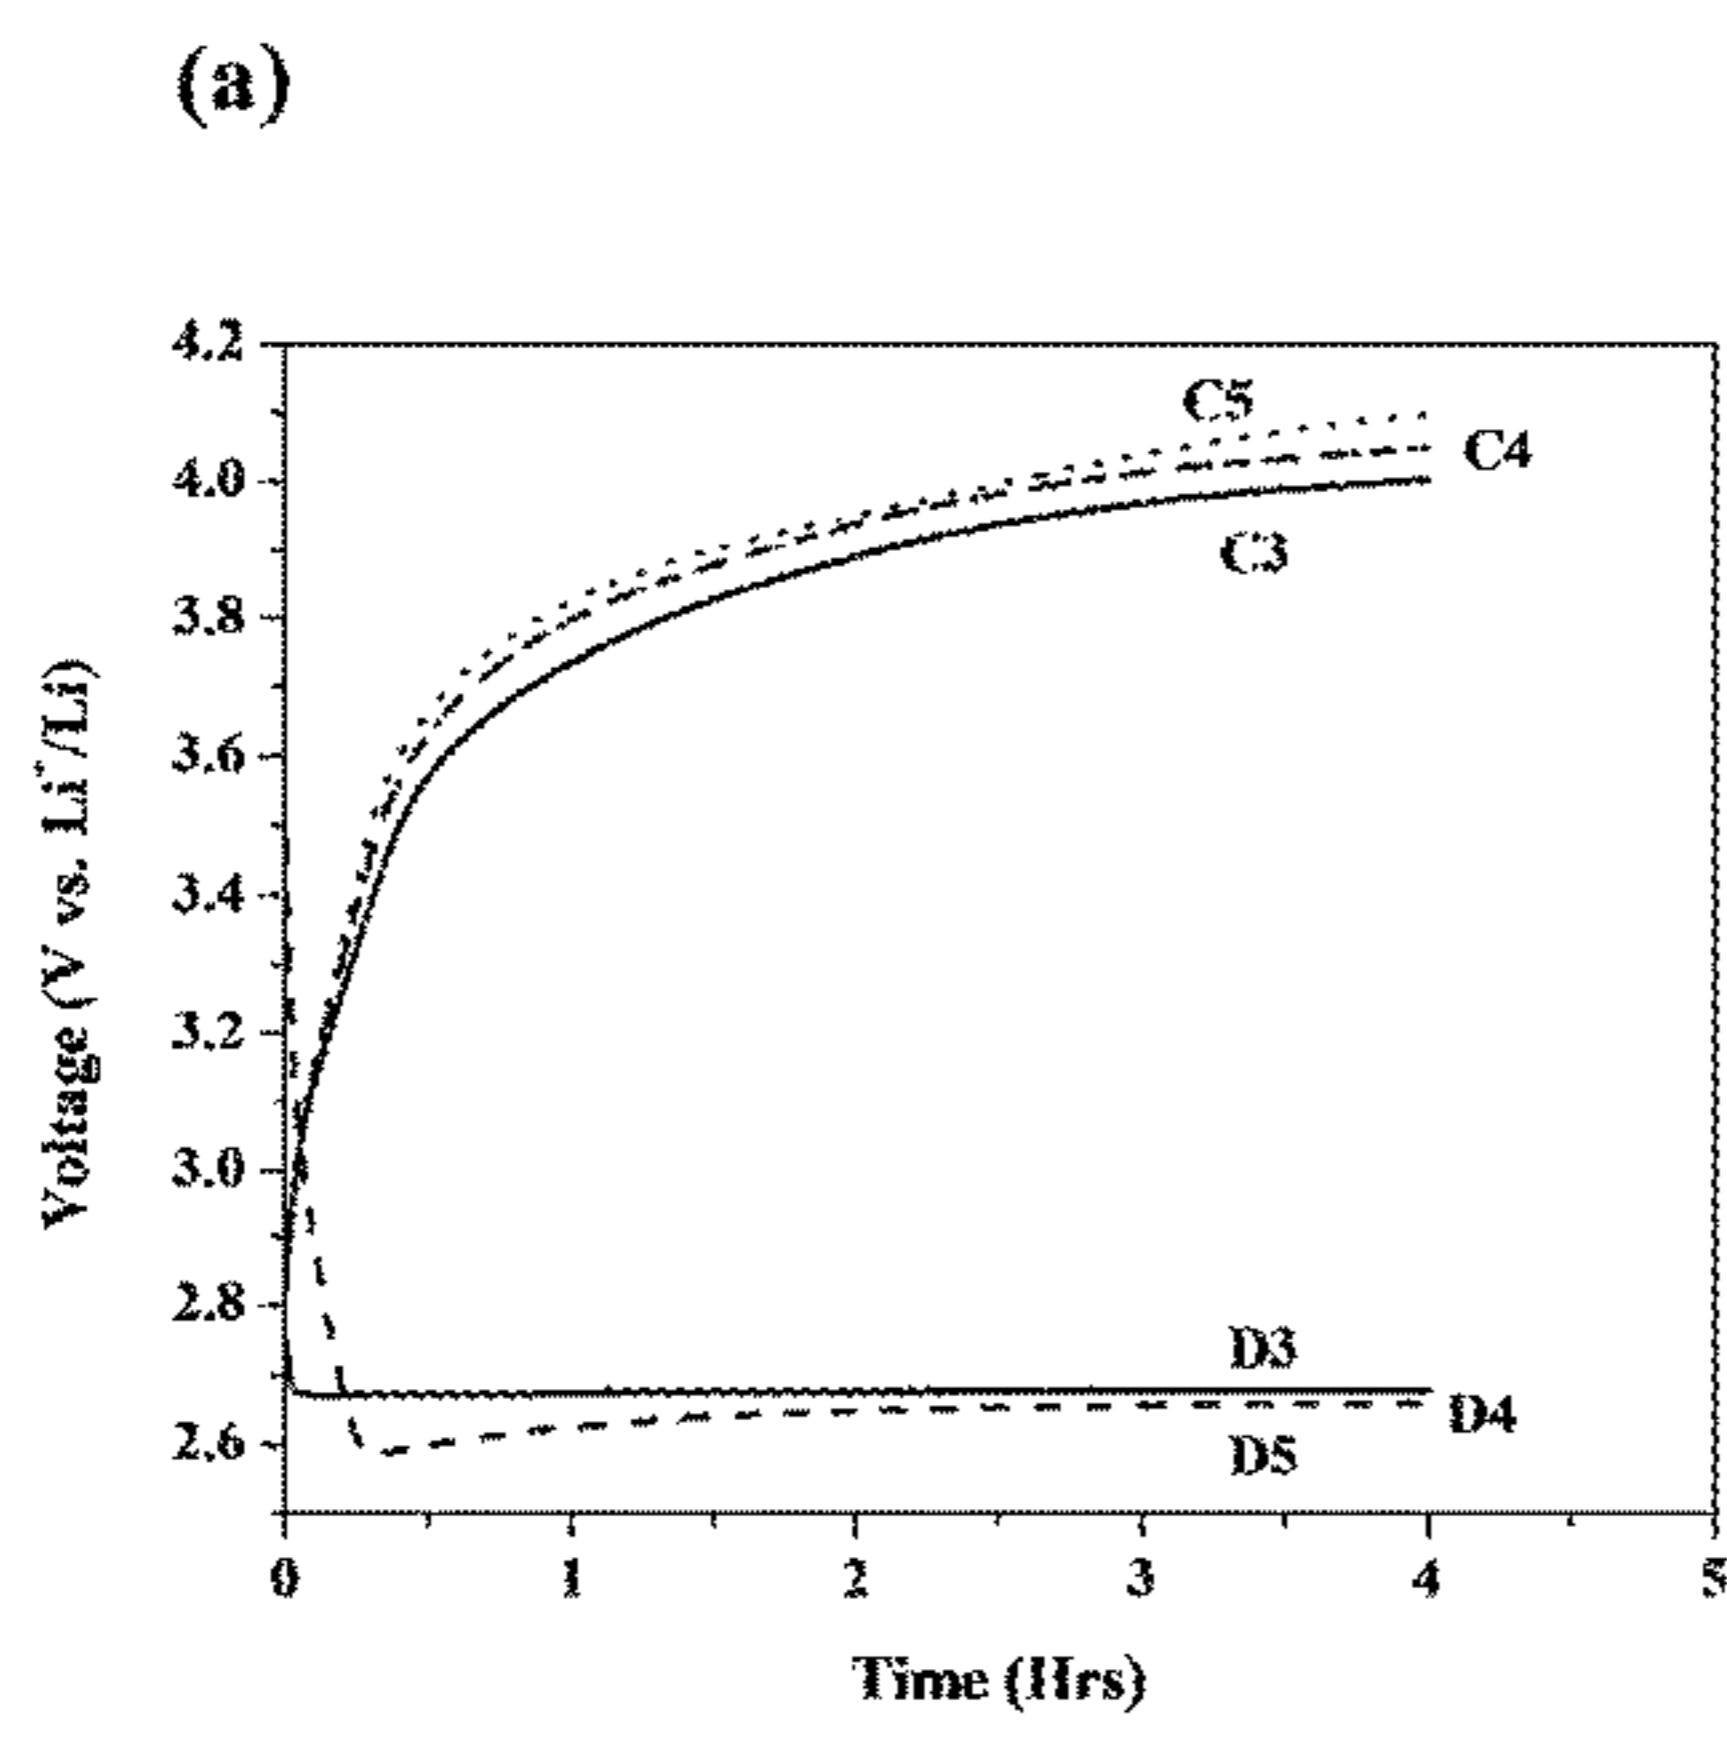 (a)
4.2
4.0
3.8
3.6
3.4
3.2
3.0
2.8
2.6
Voltage (V vs. Li⁺/Li)
C5
C4
C3
D3
D4
D5
0 1 2 3 4 5
Time (Hrs)